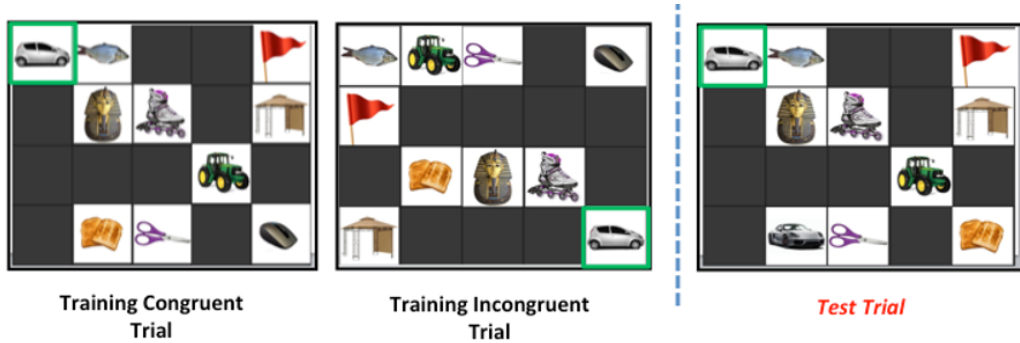 Training Congruent
Trial
Training Incongruent
Trial
Test Trial